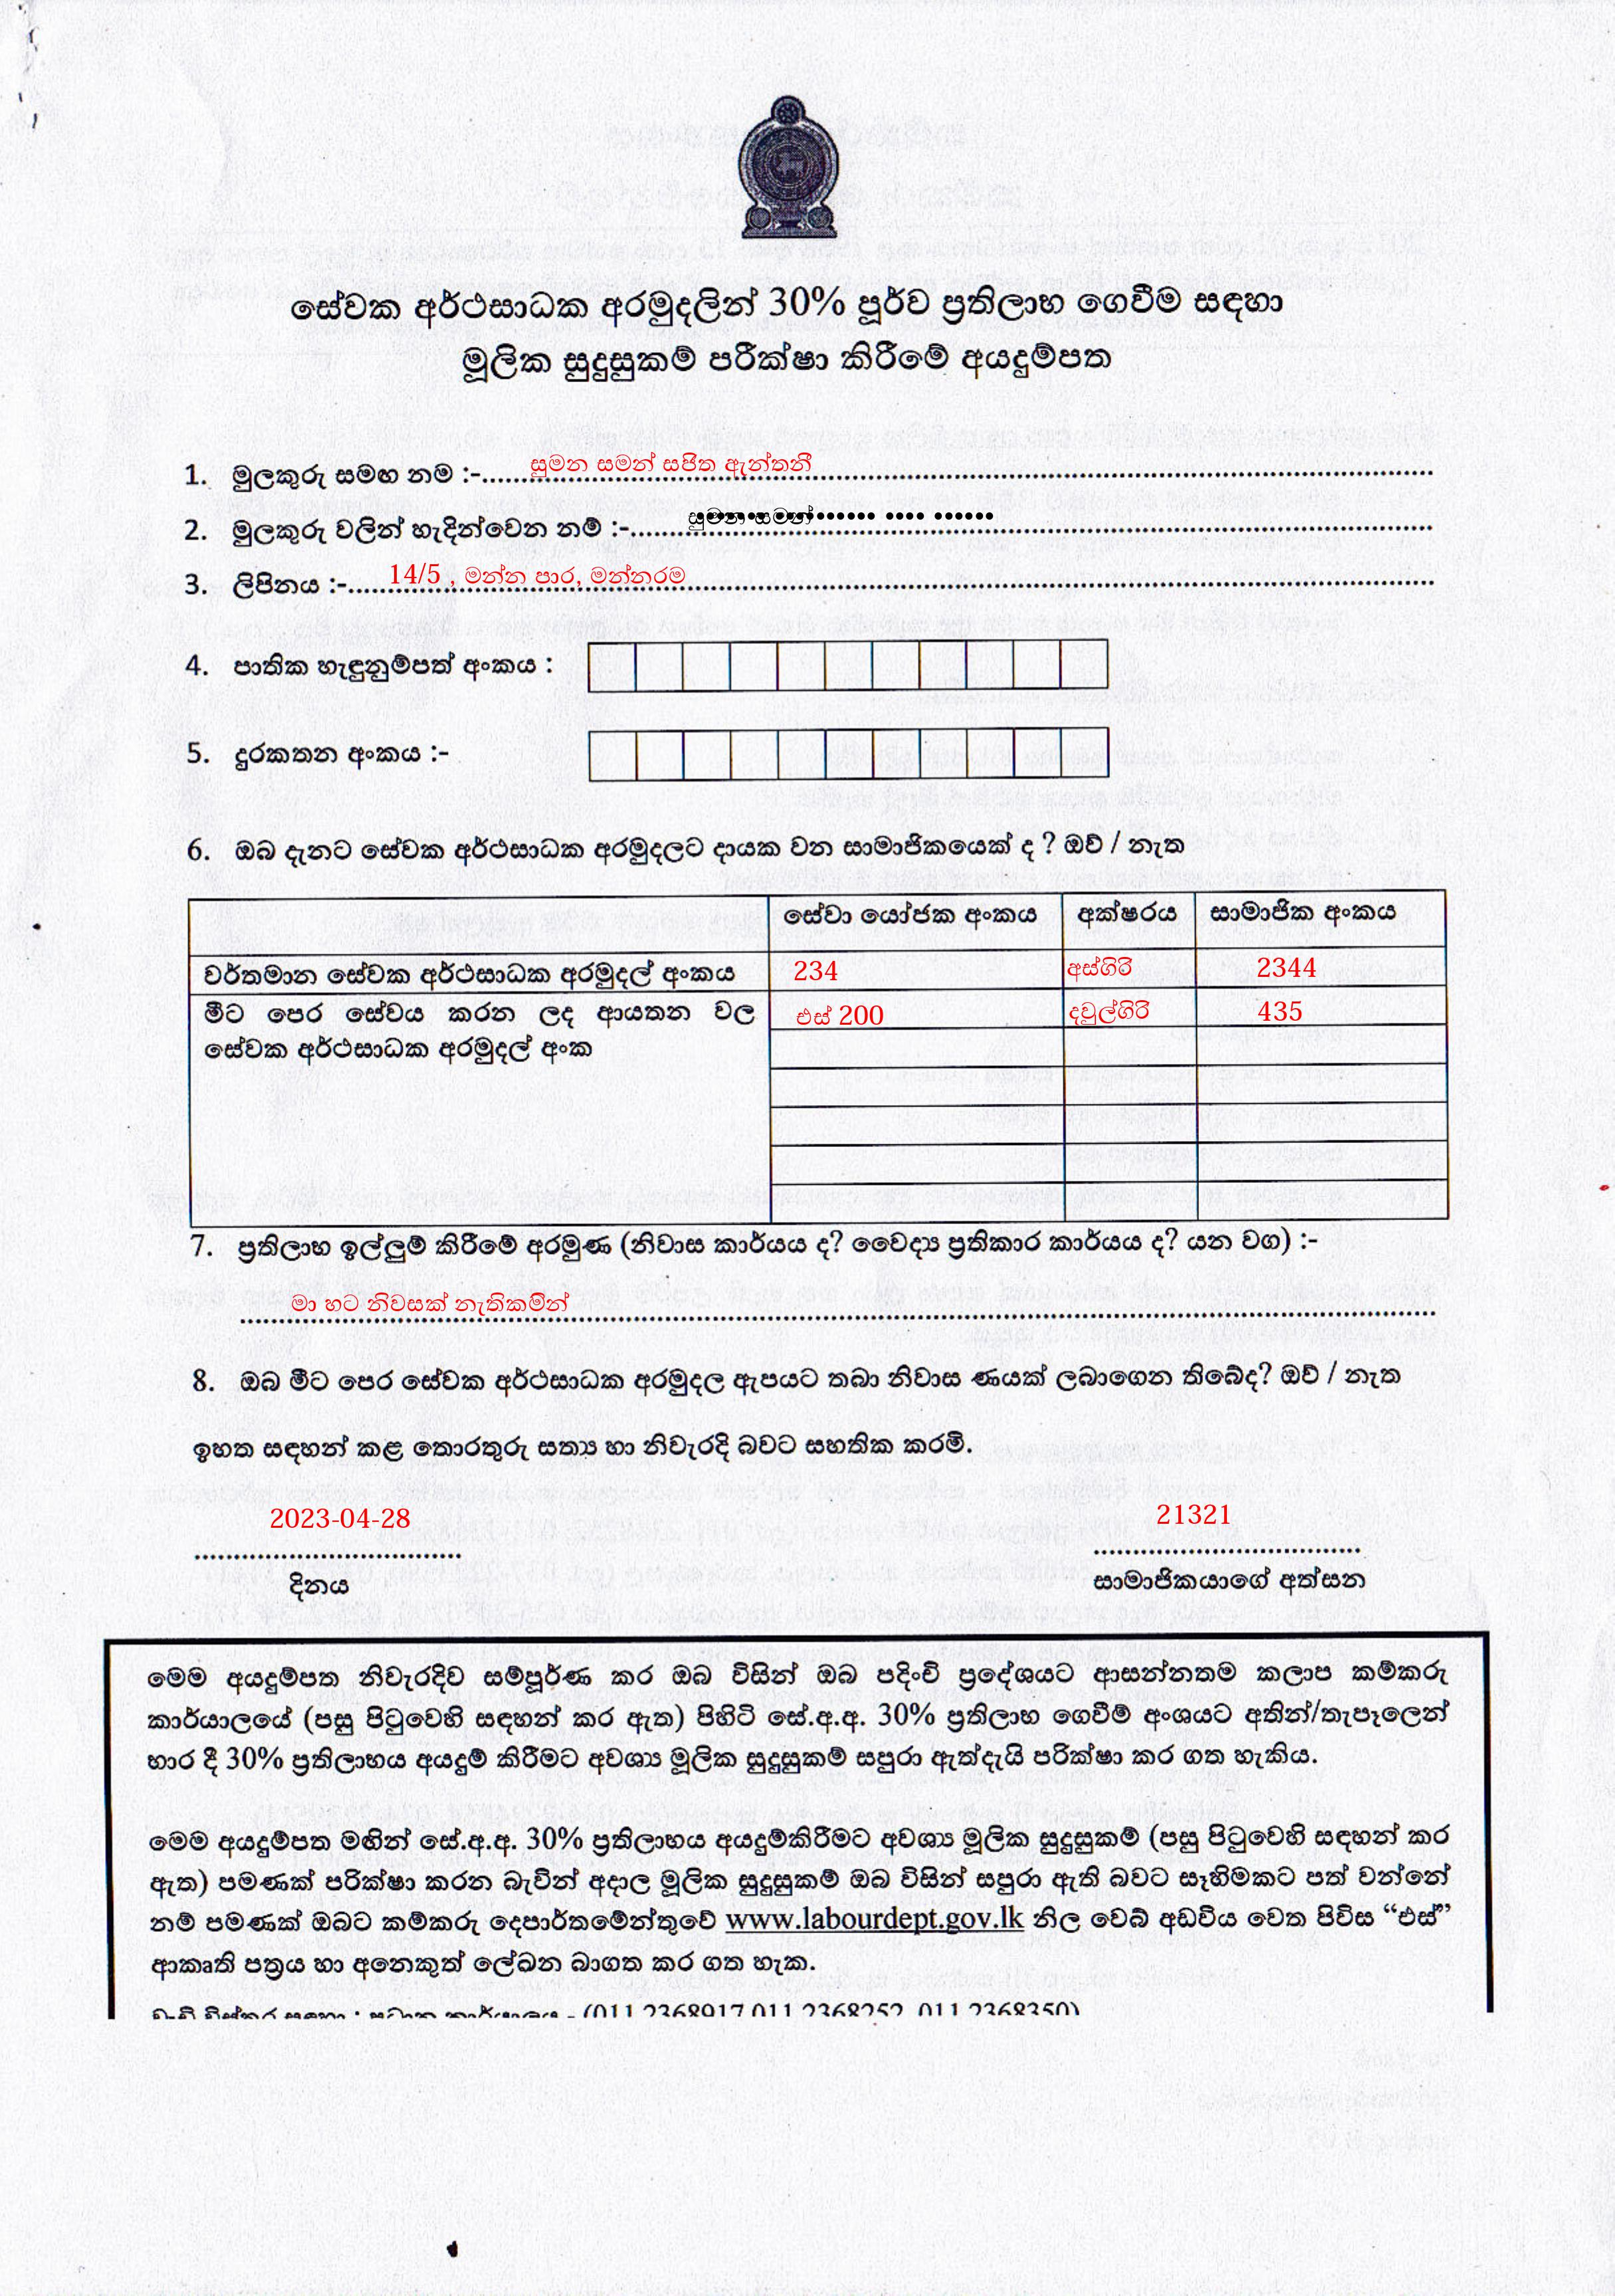 සේවක අර්ථසාධක අරමුදලින් 30% පූර්ව ප්‍රතිලාභ ගෙවීම සඳහා
මූලික සුදුසුකම් පරීක්ෂා කිරීමේ අයදුම්පත
1. මුලකුරු සමඟ නම :- සුමන සමන් සජිත ඇන්තනී
2. මුලකුරු වලින් හැදින්වෙන නම් :- සුමන සමන්
3. ලිපිනය :- 14/5 , මන්න පාර, මන්නරම
4. ජාතික හැඳුනුම්පත් අංකය :
5. දුරකතන අංකය :-
6. ඔබ දැනට සේවක අර්ථසාධක අරමුදලට දායක වන සාමාජිකයෙක් ද ? ඔව් / නැත
සේවා යෝජක අංකය අක්ෂරය සාමාජික අංකය
වර්තමාන සේවක අර්ථසාධක අරමුදල් අංකය 234 අස්ගිරි 2344
මීට පෙර සේවය කරන ලද ආයතන වල එස් 200 දවුල්ගිරි 435
සේවක අර්ථසාධක අරමුදල් අංක
7. ප්‍රතිලාභ ඉල්ලුම් කිරීමේ අරමුණ (නිවාස කාර්යය ද? වෛද්‍ය ප්‍රතිකාර කාර්යය ද? යන වග) :-
මා හට නිවසක් නැතිකමින්
8. ඔබ මීට පෙර සේවක අර්ථසාධක අරමුදල ඇපයට තබා නිවාස ණයක් ලබාගෙන තිබේද? ඔව් / නැත
ඉහත සඳහන් කළ තොරතුරු සත්‍ය හා නිවැරදි බවට සහතික කරමි.
2023-04-28 21321
දිනය සාමාජිකයාගේ අත්සන
මෙම අයදුම්පත නිවැරදිව සම්පූර්ණ කර ඔබ විසින් ඔබ පදිංචි ප්‍රදේශයට ආසන්නතම කලාප කම්කරු
කාර්යාලයේ (පසු පිටුවෙහි සඳහන් කර ඇත) පිහිටි සේ.අ.අ. 30% ප්‍රතිලාභ ගෙවීම් අංශයට අතින්/තැපෑලෙන්
භාර දී 30% ප්‍රතිලාභය අයදුම් කිරීමට අවශ්‍ය මූලික සුදුසුකම් සපුරා ඇත්දැයි පරික්ෂා කර ගත හැකිය.
මෙම අයදුම්පත මඟින් සේ.අ.අ. 30% ප්‍රතිලාභය අයදුම්කිරීමට අවශ්‍ය මූලික සුදුසුකම් (පසු පිටුවෙහි සඳහන් කර
ඇත) පමණක් පරික්ෂා කරන බැවින් අදාල මූලික සුදුසුකම් ඔබ විසින් සපුරා ඇති බවට සෑහිමකට පත් වන්නේ
නම් පමණක් ඔබට කම්කරු දෙපාර්තමේන්තුවේ www.labourdept.gov.lk නිල වෙබ් අඩවිය වෙත පිවිස “එස්”
ආකෘති පත්‍රය හා අනෙකුත් ලේඛන බාගත කර ගත හැක.
වැඩි විස්තර සඳහා : ප්‍රධාන කාර්යාලය - (011 2368917,011 2368252, 011 2368350)